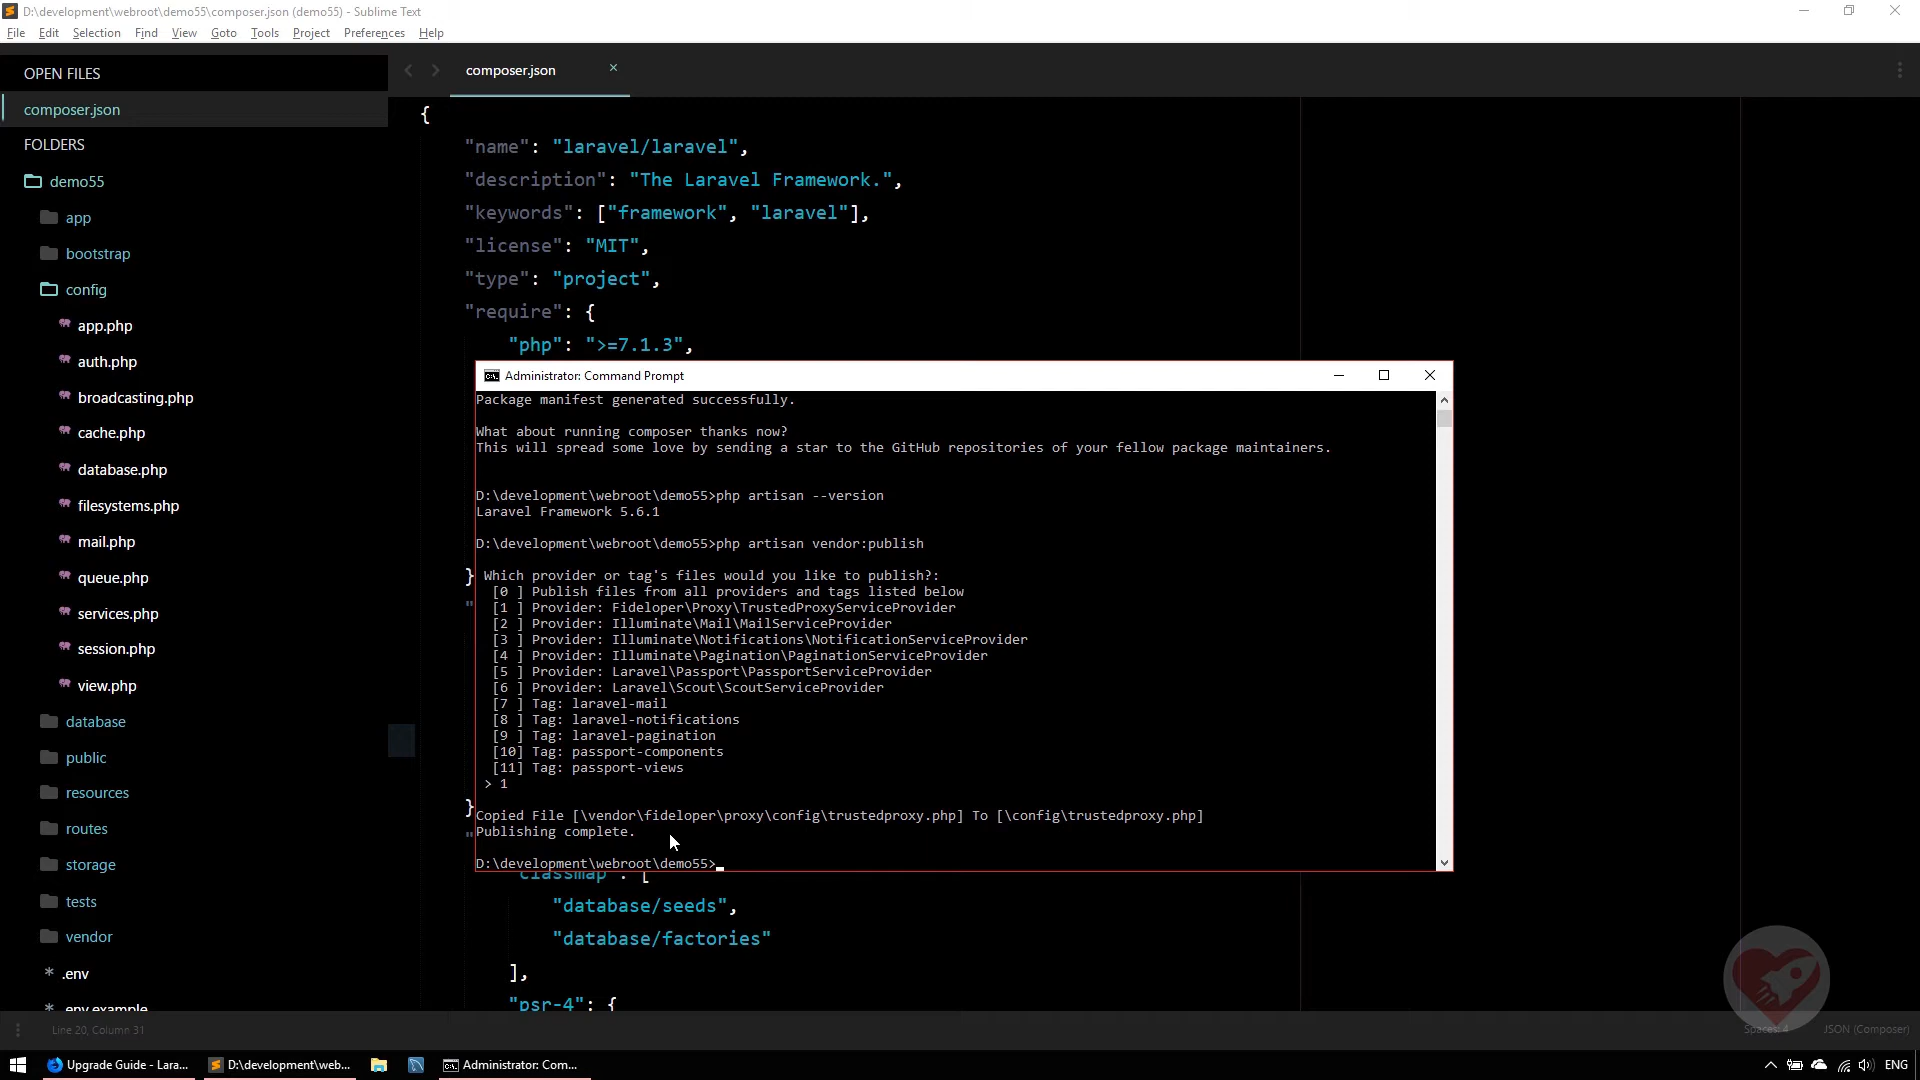 D:\development\webroot\demo55\composer.json (demo55) - Sublime Text
File Edit Selection Find View Goto Tools Project Preferences Help
OPEN FILES
composer.json
FOLDERS
demo55
app
bootstrap
config
app.php
auth.php
broadcasting.php
cache.php
database.php
filesystems.php
mail.php
queue.php
services.php
session.php
view.php
database
public
resources
routes
storage
tests
vendor
* .env
.env.example
composer.json ×
{
"name": "laravel/laravel",
"description": "The Laravel Framework.",
"keywords": ["framework", "laravel"],
"license": "MIT",
"type": "project",
"require": {
"php": ">=7.1.3",
}
"
}
"
Administrator: Command Prompt
Package manifest generated successfully.
What about running composer thanks now?
This will spread some love by sending a star to the GitHub repositories of your fellow package maintainers.
D:\development\webroot\demo55>php artisan --version
Laravel Framework 5.6.1
D:\development\webroot\demo55>php artisan vendor:publish
Which provider or tag's files would you like to publish?:
[0 ] Publish files from all providers and tags listed below
[1 ] Provider: Fideloper\Proxy\TrustedProxyServiceProvider
[2 ] Provider: Illuminate\Mail\MailServiceProvider
[3 ] Provider: Illuminate\Notifications\NotificationServiceProvider
[4 ] Provider: Illuminate\Pagination\PaginationServiceProvider
[5 ] Provider: Laravel\Passport\PassportServiceProvider
[6 ] Provider: Laravel\Scout\ScoutServiceProvider
[7 ] Tag: laravel-mail
[8 ] Tag: laravel-notifications
[9 ] Tag: laravel-pagination
[10] Tag: passport-components
[11] Tag: passport-views
> 1
Copied File [\vendor\fideloper\proxy\config\trustedproxy.php] To [\config\trustedproxy.php]
Publishing complete.
D:\development\webroot\demo55>_
"classmap": [
"database/seeds",
"database/factories"
],
"psr-4": {
Line 20, Column 31
Spaces: 4
JSON (Composer)
Upgrade Guide - Lara...
D:\development\web...
Administrator: Com...
ENG